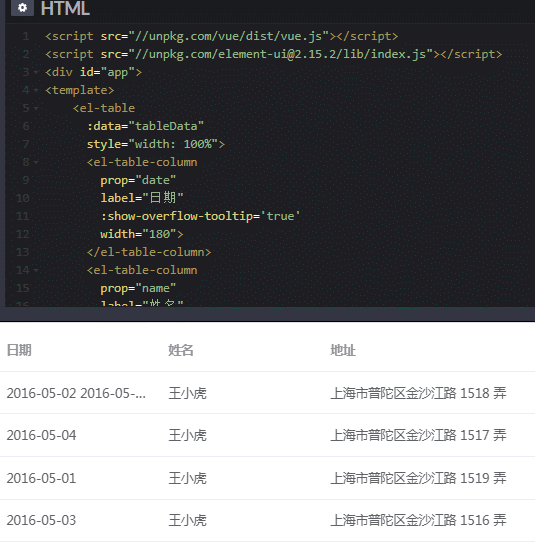 HTML
1 <script src="//unpkg.com/vue/dist/vue.js"></script>
2 <script src="//unpkg.com/element-ui@2.15.2/lib/index.js"></script>
3 <div id="app">
4 <template>
5 <el-table
6 :data="tableData"
7 style="width: 100%">
8 <el-table-column
9 prop="date"
10 label="日期"
11 :show-overflow-tooltip='true'
12 width="180">
13 </el-table-column>
14 <el-table-column
15 prop="name"
16 label="姓名"
日期 姓名 地址
2016-05-02 2016-05-... 王小虎 上海市普陀区金沙江路 1518 弄
2016-05-04 王小虎 上海市普陀区金沙江路 1517 弄
2016-05-01 王小虎 上海市普陀区金沙江路 1519 弄
2016-05-03 王小虎 上海市普陀区金沙江路 1516 弄